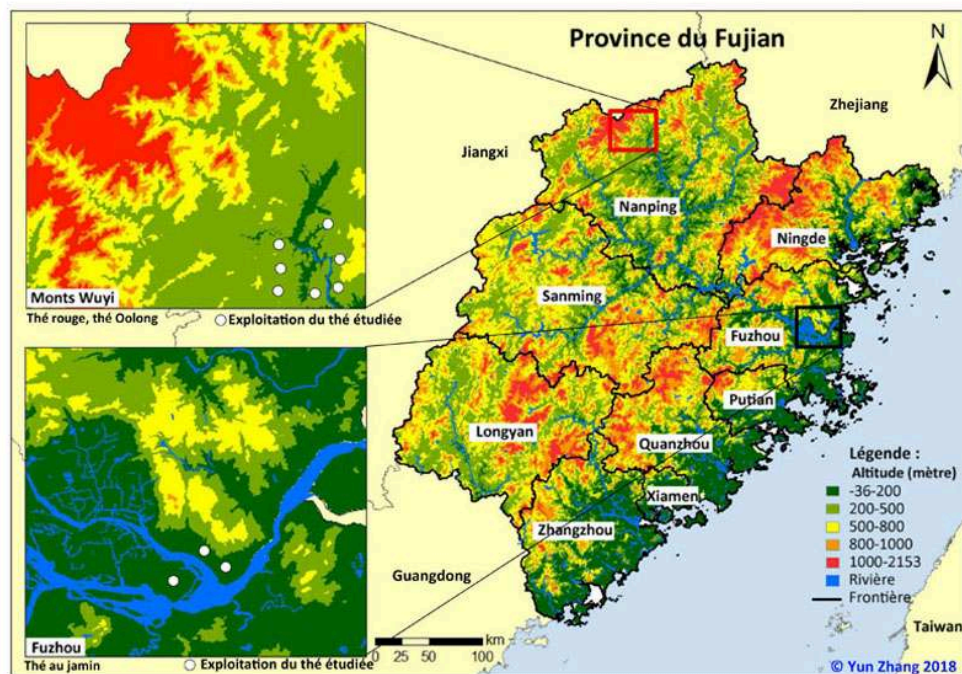 Province du Fujian
N
Zhejiang
Jiangxi
Nanping
Ningde
Monts Wuyi
Thé rouge, thé Oolong
Exploitation du thé étudiée
Sanming
Fuzhou
Putian
Longyan
Quanzhou
Xiamen
Zhangzhou
Guangdong
Légende :
Altitude (mètre)
-36-200
200-500
500-800
800-1000
1000-2153
Rivière
Frontière
Taiwan
Fuzhou
Thé au jamin
Exploitation du thé étudiée
km
0 25 50 100
© Yun Zhang 2018